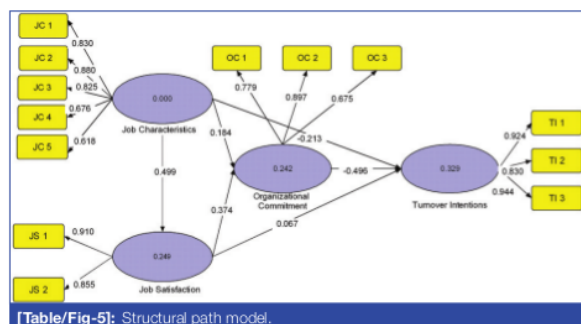 JC 1
JC 2
JC 3
JC 4
JC 5
0.830
0.880
0.825
0.676
0.618
0.000
Job Characteristics
OC 1
OC 2
OC 3
0.779
0.897
0.675
0.184
-0.213
0.499
0.242
Organizational
Commitment
-0.496
0.374
0.067
0.329
Turnover Intentions
0.924
0.830
0.944
TI 1
TI 2
TI 3
JS 1
JS 2
0.910
0.855
0.249
Job Satisfaction
[Table/Fig-5]: Structural path model.